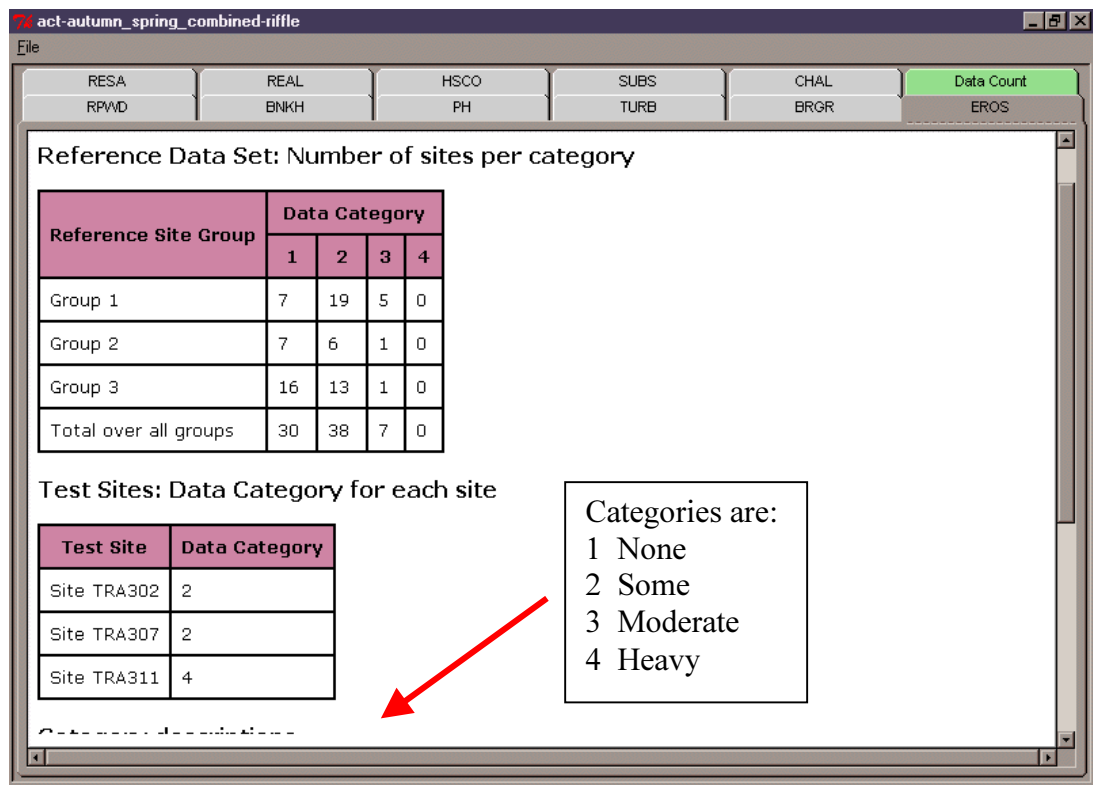 act-autumn_spring_combined-riffle
File
RESA REAL HSCO SUBS CHAL Data Count
RPWD BNKH PH TURB BRGR EROS
Reference Data Set: Number of sites per category
Reference Site Group Data Category
1 2 3 4
Group 1 7 19 5 0
Group 2 7 6 1 0
Group 3 16 13 1 0
Total over all groups 30 38 7 0
Test Sites: Data Category for each site
Test Site Data Category
Site TRA302 2
Site TRA307 2
Site TRA311 4
Categories are:
1 None
2 Some
3 Moderate
4 Heavy
Category descriptions